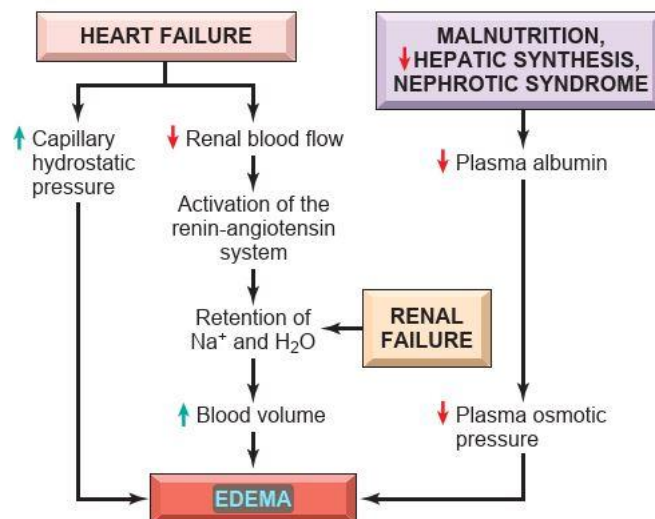 HEART FAILURE
MALNUTRITION,
↓HEPATIC SYNTHESIS,
NEPHROTIC SYNDROME
↑ Capillary
hydrostatic
pressure
↓ Renal blood flow
Activation of the
renin-angiotensin
system
Retention of
Na⁺ and H₂O
↑ Blood volume
RENAL
FAILURE
↓ Plasma albumin
↓ Plasma osmotic
pressure
EDEMA